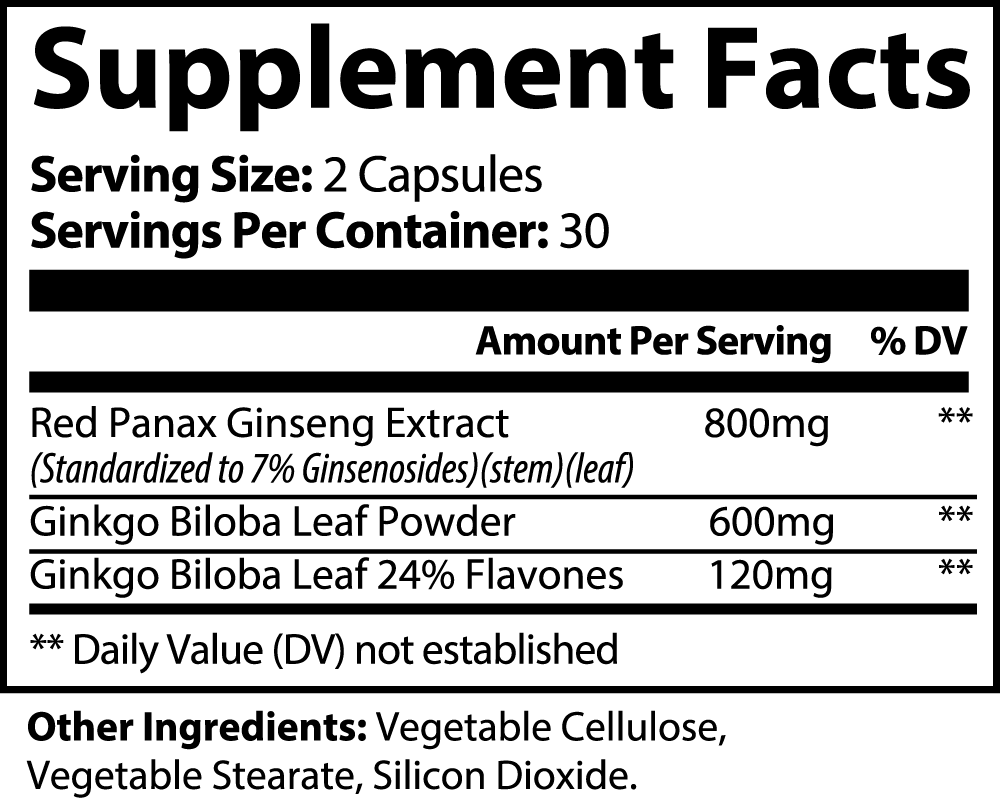 Supplement Facts
Serving Size: 2 Capsules
Servings Per Container: 30
Amount Per Serving % DV
Red Panax Ginseng Extract 800mg **
(Standardized to 7% Ginsenosides)(stem)(leaf)
Ginkgo Biloba Leaf Powder 600mg **
Ginkgo Biloba Leaf 24% Flavones 120mg **
** Daily Value (DV) not established
Other Ingredients: Vegetable Cellulose,
Vegetable Stearate, Silicon Dioxide.